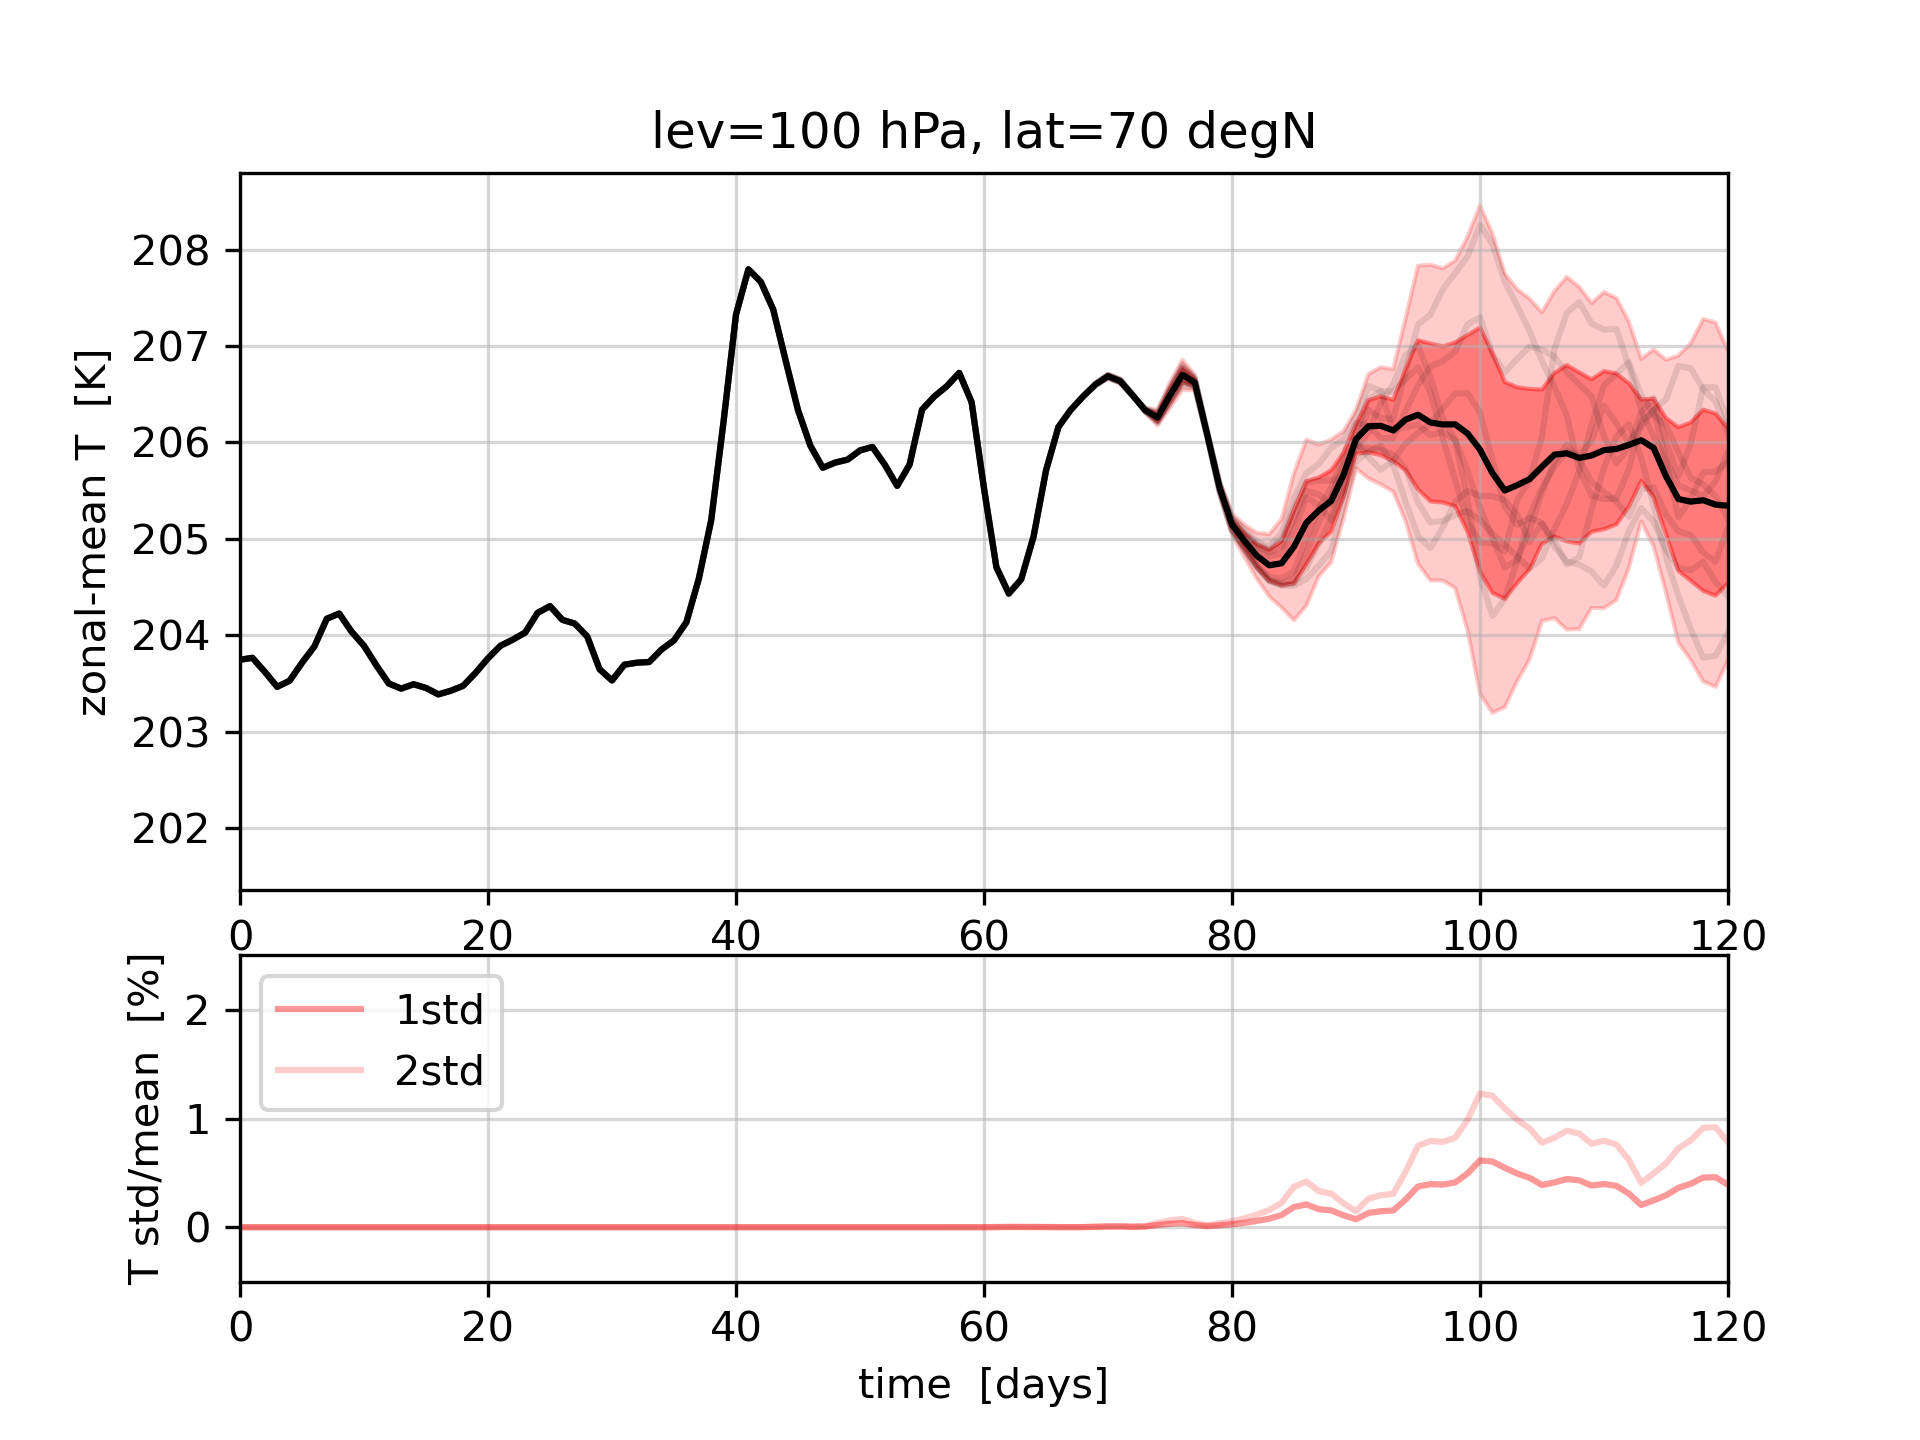 lev=100 hPa, lat=70 degN
zonal-mean T [K]
208
207
206
205
204
203
202
0 20 40 60 80 100 120
T std/mean [%]
2
1
0
1std
2std
0 20 40 60 80 100 120
time [days]